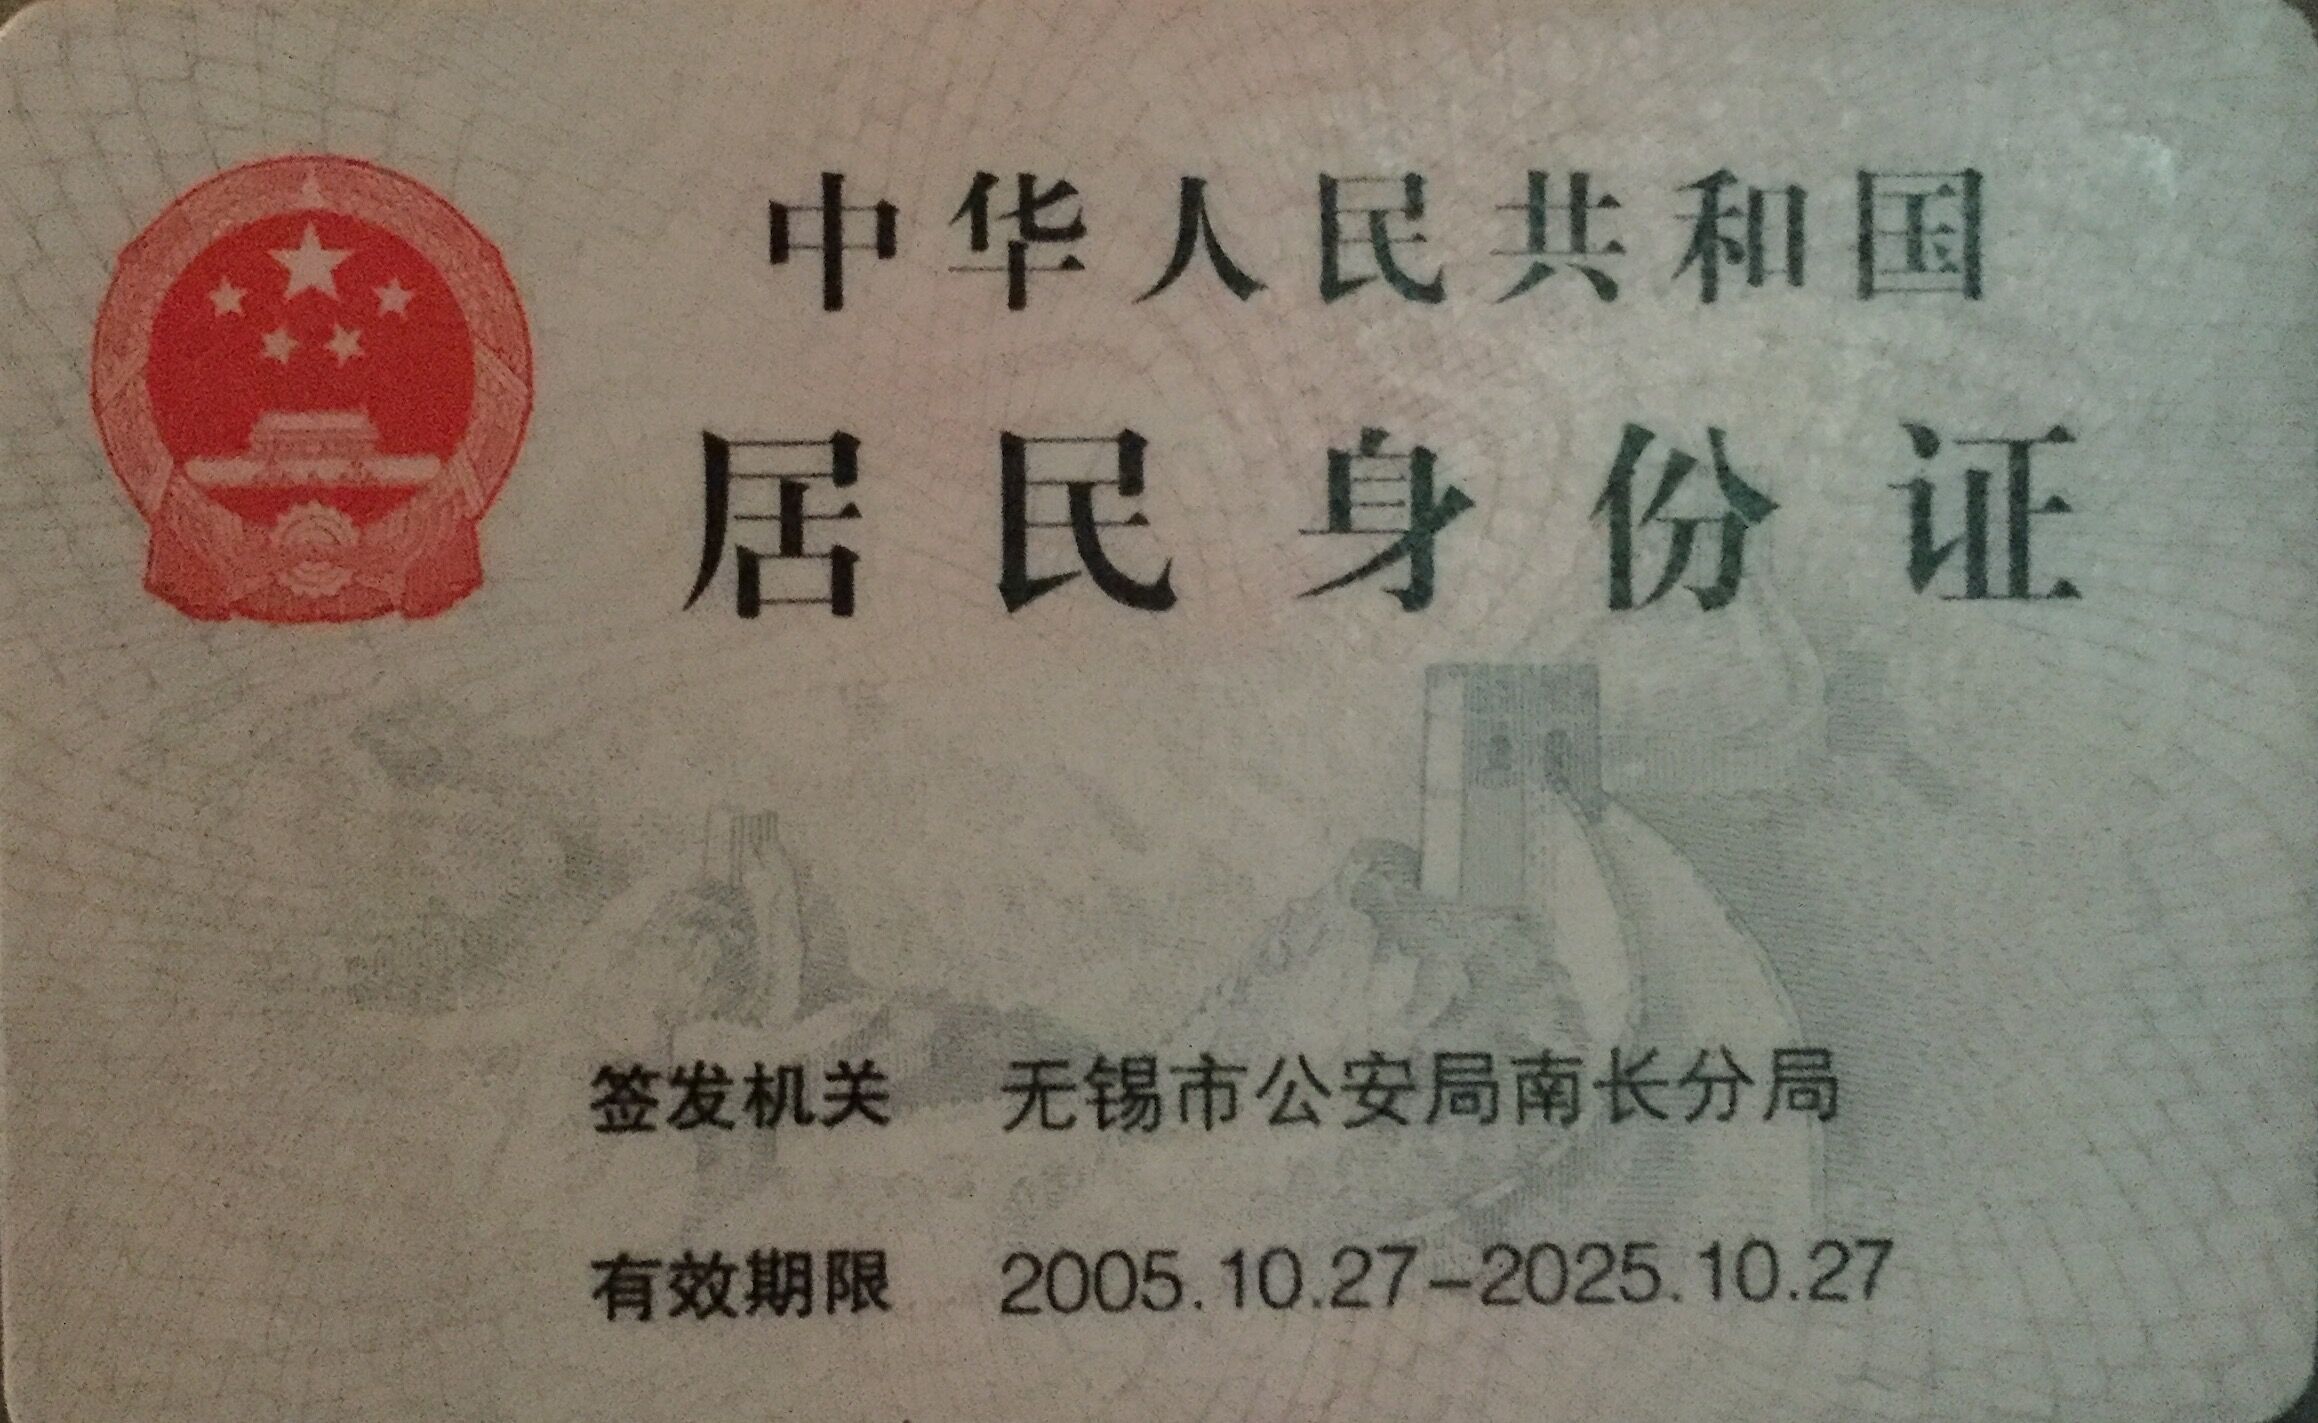 中华人民共和国
居民身份证
签发机关 无锡市公安局南长分局
有效期限 2005.10.27-2025.10.27